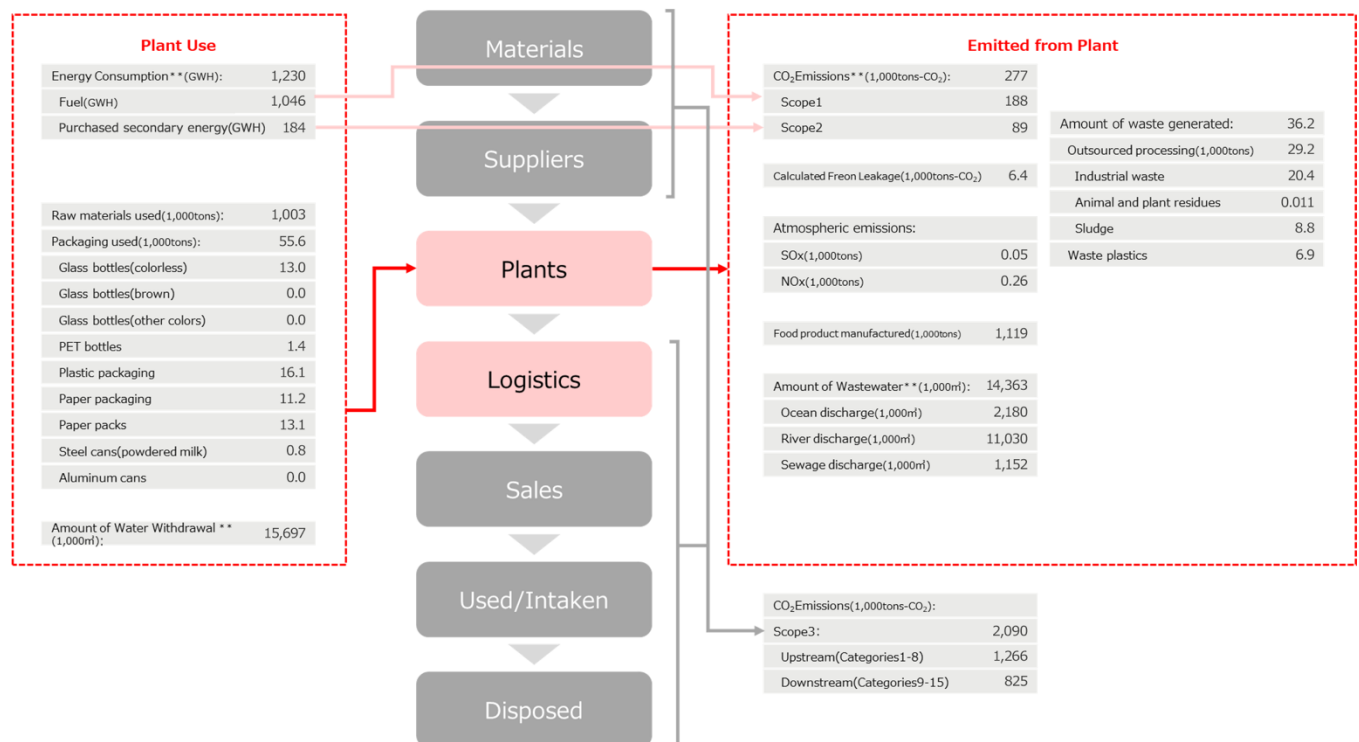 Plant Use
Energy Consumption**(GWH): 1,230
Fuel(GWH) 1,046
Purchased secondary energy(GWH) 184
Raw materials used(1,000tons): 1,003
Packaging used(1,000tons): 55.6
Glass bottles(colorless) 13.0
Glass bottles(brown) 0.0
Glass bottles(other colors) 0.0
PET bottles 1.4
Plastic packaging 16.1
Paper packaging 11.2
Paper packs 13.1
Steel cans(powdered milk) 0.8
Aluminum cans 0.0
Amount of Water Withdrawal **
(1,000㎥): 15,697
Materials
Suppliers
Plants
Logistics
Sales
Used/Intaken
Disposed
Emitted from Plant
CO₂Emissions**(1,000tons-CO₂): 277
Scope1 188
Scope2 89
Calculated Freon Leakage(1,000tons-CO₂) 6.4
Atmospheric emissions:
SOx(1,000tons) 0.05
NOx(1,000tons) 0.26
Food product manufactured(1,000tons) 1,119
Amount of Wastewater**(1,000㎥): 14,363
Ocean discharge(1,000㎥) 2,180
River discharge(1,000㎥) 11,030
Sewage discharge(1,000㎥) 1,152
Amount of waste generated: 36.2
Outsourced processing(1,000tons) 29.2
Industrial waste 20.4
Animal and plant residues 0.011
Sludge 8.8
Waste plastics 6.9
CO₂Emissions(1,000tons-CO₂):
Scope3: 2,090
Upstream(Categories1-8) 1,266
Downstream(Categories9-15) 825